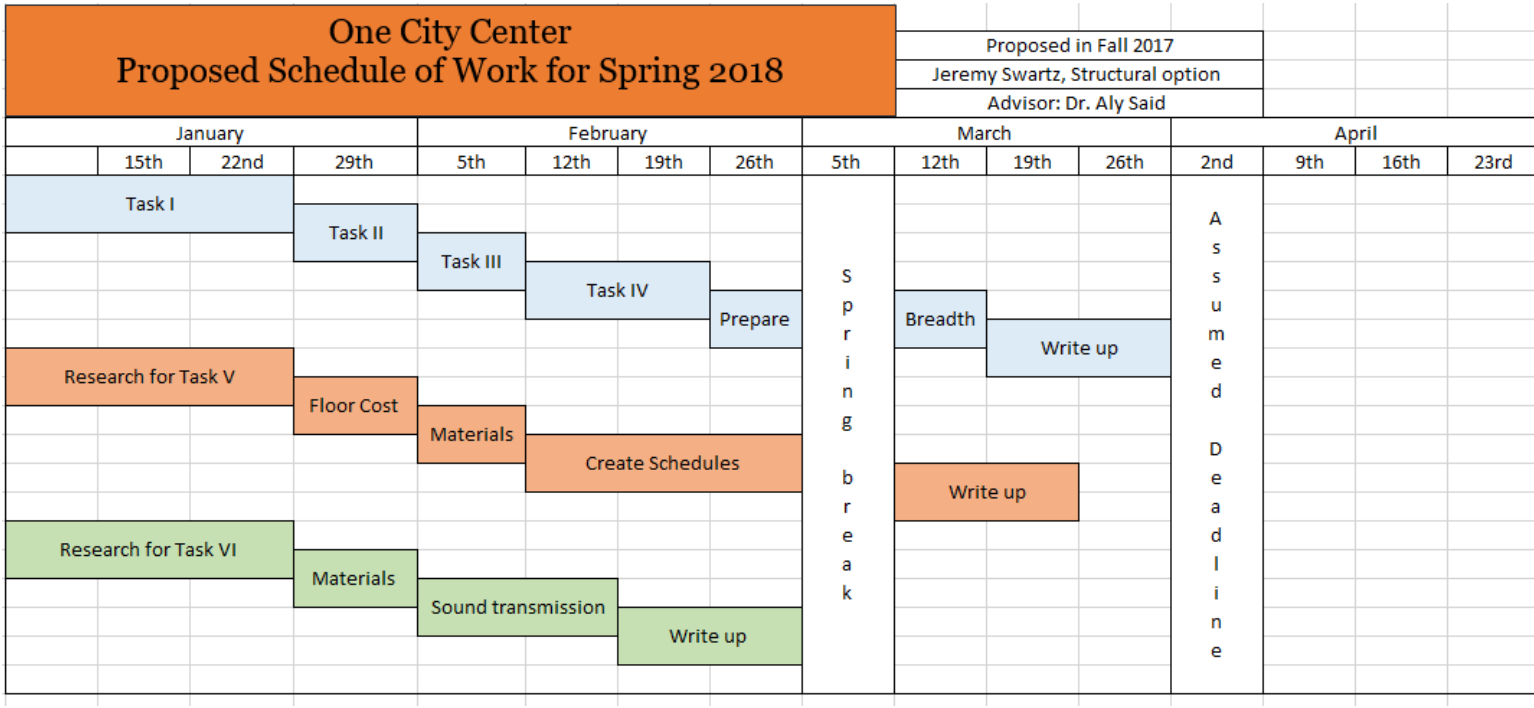 One City Center
Proposed Schedule of Work for Spring 2018
Proposed in Fall 2017
Jeremy Swartz, Structural option
Advisor: Dr. Aly Said
January February March April
15th 22nd 29th 5th 12th 19th 26th 5th 12th 19th 26th 2nd 9th 16th 23rd
Task I
Task II
Task III
Task IV
Prepare
Spring break
Breadth
Write up
Assumed Deadline
Research for Task V
Floor Cost
Materials
Create Schedules
Write up
Research for Task VI
Materials
Sound transmission
Write up